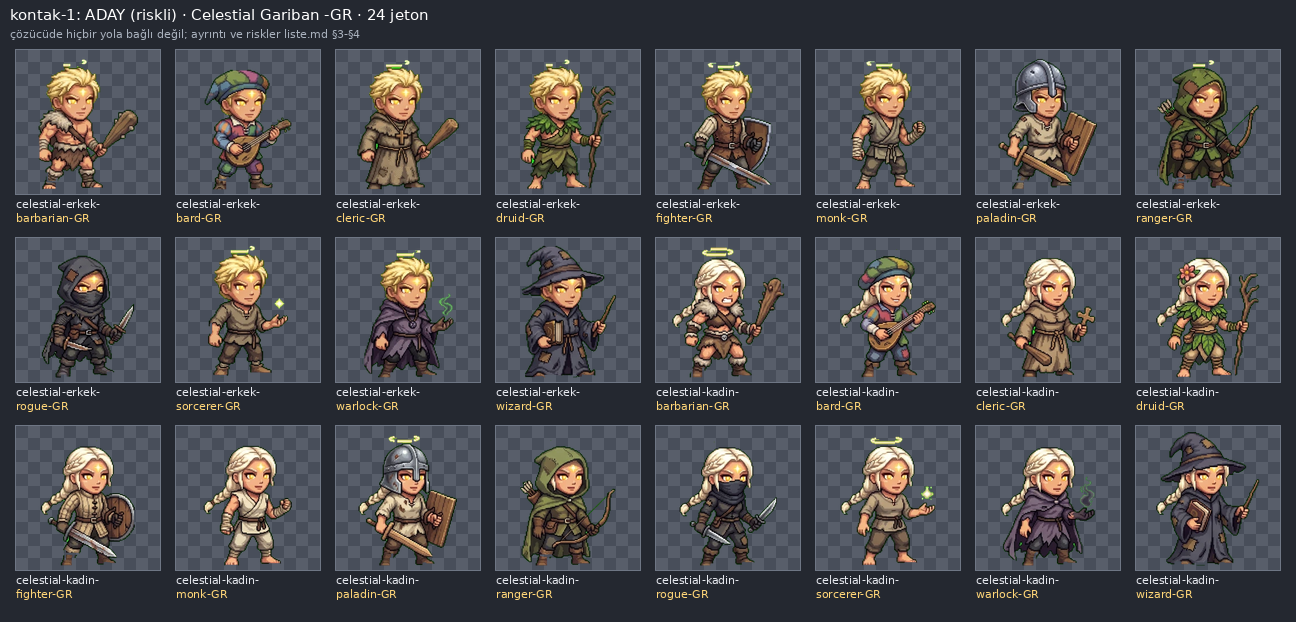 kontak-1: ADAY (riskli) · Celestial Gariban -GR · 24 jeton
çözücüde hiçbir yola bağlı değil; ayrıntı ve riskler liste.md §3-§4
celestial-erkek-
barbarian-GR
celestial-erkek-
bard-GR
celestial-erkek-
cleric-GR
celestial-erkek-
druid-GR
celestial-erkek-
fighter-GR
celestial-erkek-
monk-GR
celestial-erkek-
paladin-GR
celestial-erkek-
ranger-GR
celestial-erkek-
rogue-GR
celestial-erkek-
sorcerer-GR
celestial-erkek-
warlock-GR
celestial-erkek-
wizard-GR
celestial-kadin-
barbarian-GR
celestial-kadin-
bard-GR
celestial-kadin-
cleric-GR
celestial-kadin-
druid-GR
celestial-kadin-
fighter-GR
celestial-kadin-
monk-GR
celestial-kadin-
paladin-GR
celestial-kadin-
ranger-GR
celestial-kadin-
rogue-GR
celestial-kadin-
sorcerer-GR
celestial-kadin-
warlock-GR
celestial-kadin-
wizard-GR